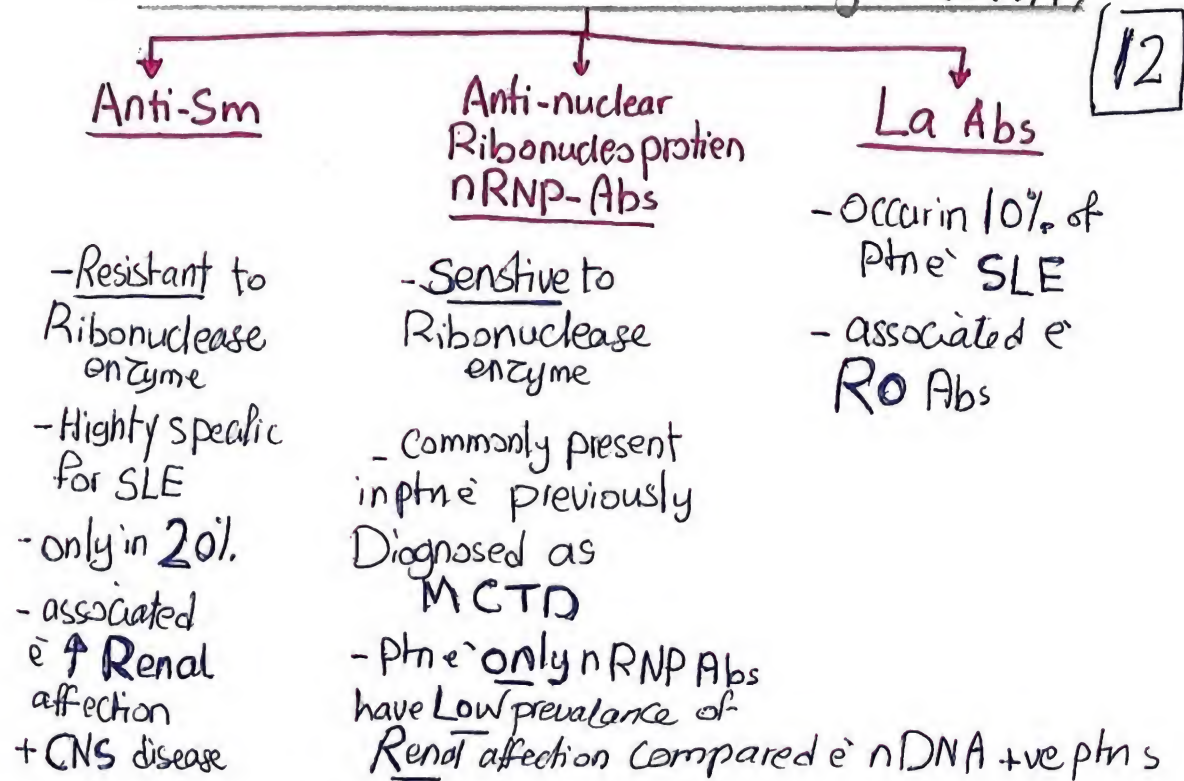 12
Anti-Sm
-Resistant to
Ribonuclease
enzyme
-Highty specific
for SLE
-only in 20%.
- associated
è ↑ Renal
affection
+ CNS disease
Anti-nuclear
Ribonucleoprotien
nRNP-Abs
-Senstive to
Ribonuclease
enzyme
- Commonly present
in ptn è previously
Diagnosed as
MCTD
- Ptn è only nRNP Abs
have Low prevalance of
Renal affection compared è nDNA +ve ptn s
La Abs
- Occur in 10%. of
Ptn è SLE
- associated è
RO Abs